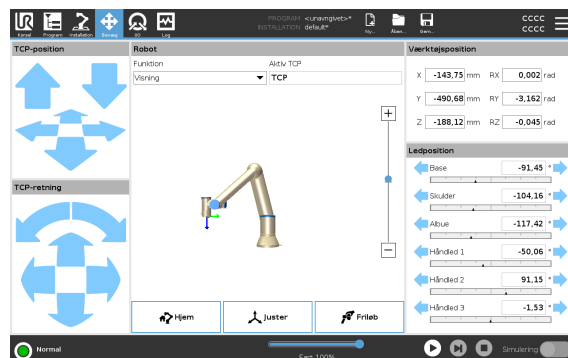 UR
PROGRAM <unavngivet>*
INSTALLATION default*
CCCC
CCCC
Kørsel Program Installation Bevæg I/O Log Ny... Åben... Gem...
TCP-position
Robot
Værktøjsposition
Funktion
Aktiv TCP
Visning
TCP
X -143,75 mm RX 0,002 rad
Y -490,68 mm RY -3,162 rad
Z -188,12 mm RZ -0,045 rad
Ledposition
Base -91,45 °
Skulder -104,16 °
Albue -117,42 °
Håndled 1 -50,06 °
Håndled 2 91,15 °
Håndled 3 -1,53 °
TCP-retning
Hjem
Juster
Friløb
Normal
Fart 100%
Simulering